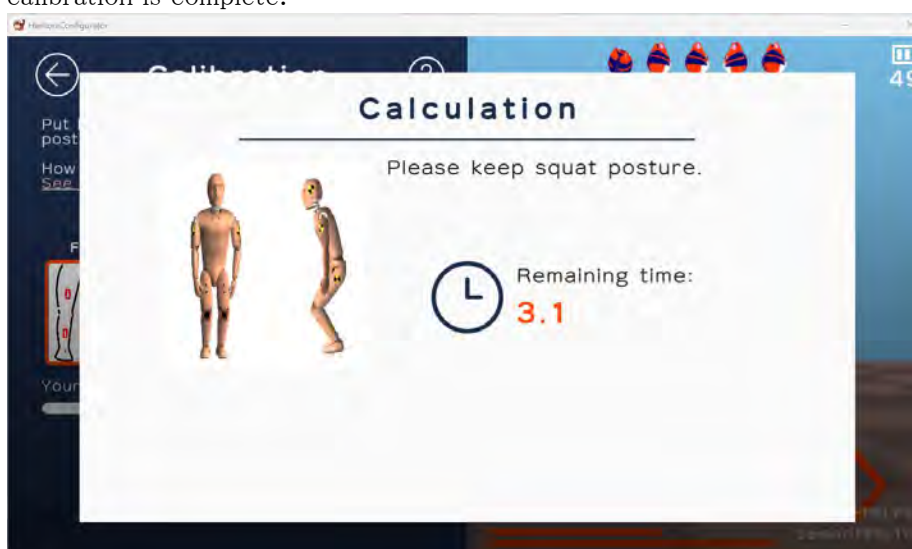 calibration is complete.
HaritoraConfigurator
Calibration
?
49
Put
post
How
See
Calculation
Please keep squat posture.
Remaining time:
3.1
F
Your